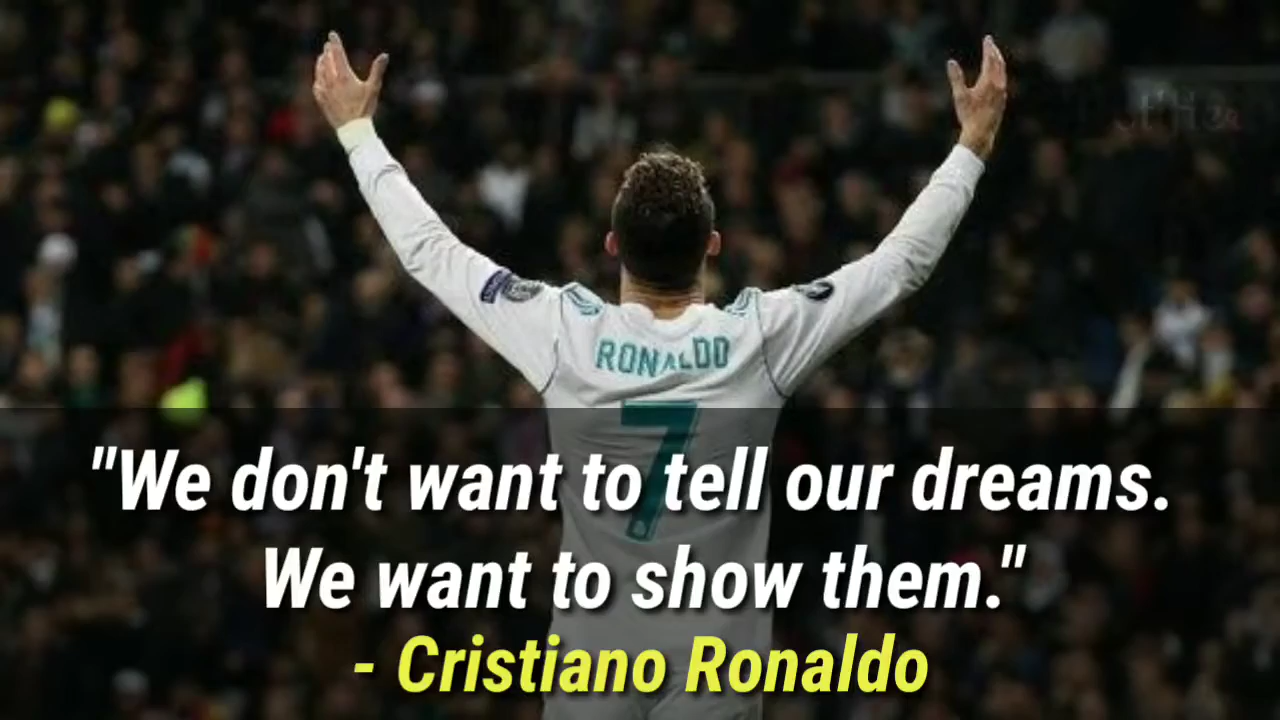 RONALDO
7
"We don't want to tell our dreams.
We want to show them."
- Cristiano Ronaldo